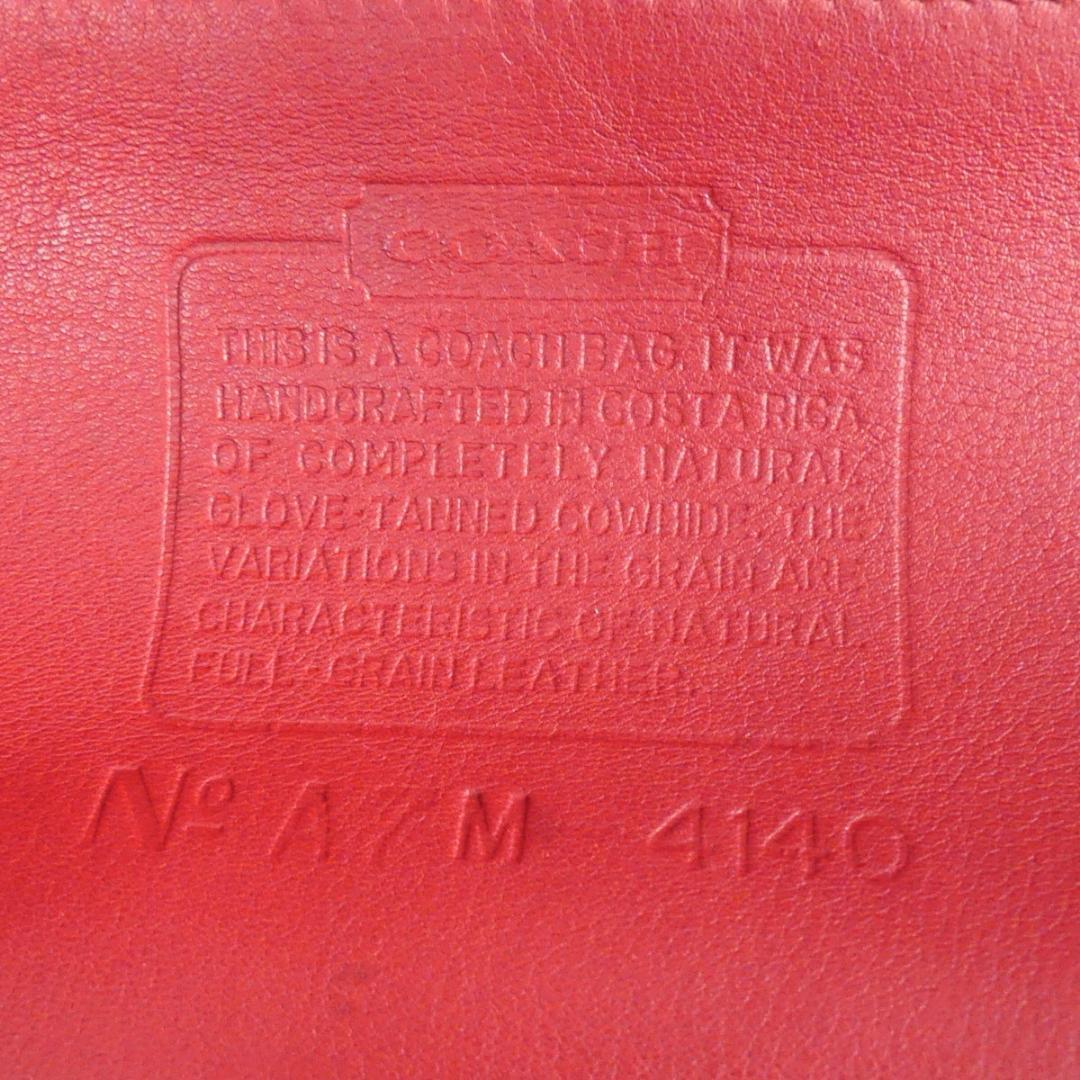 COACH
THIS IS A COACH BAG. IT WAS
HANDCRAFTED IN COSTA RICA
OF COMPLETELY NATURAL
GLOVE-TANNED COWHIDE. THE
VARIATIONS IN THE GRAIN ARE
CHARACTERISTIC OF NATURAL
FULL-GRAIN LEATHER.
Nº A7M 4140